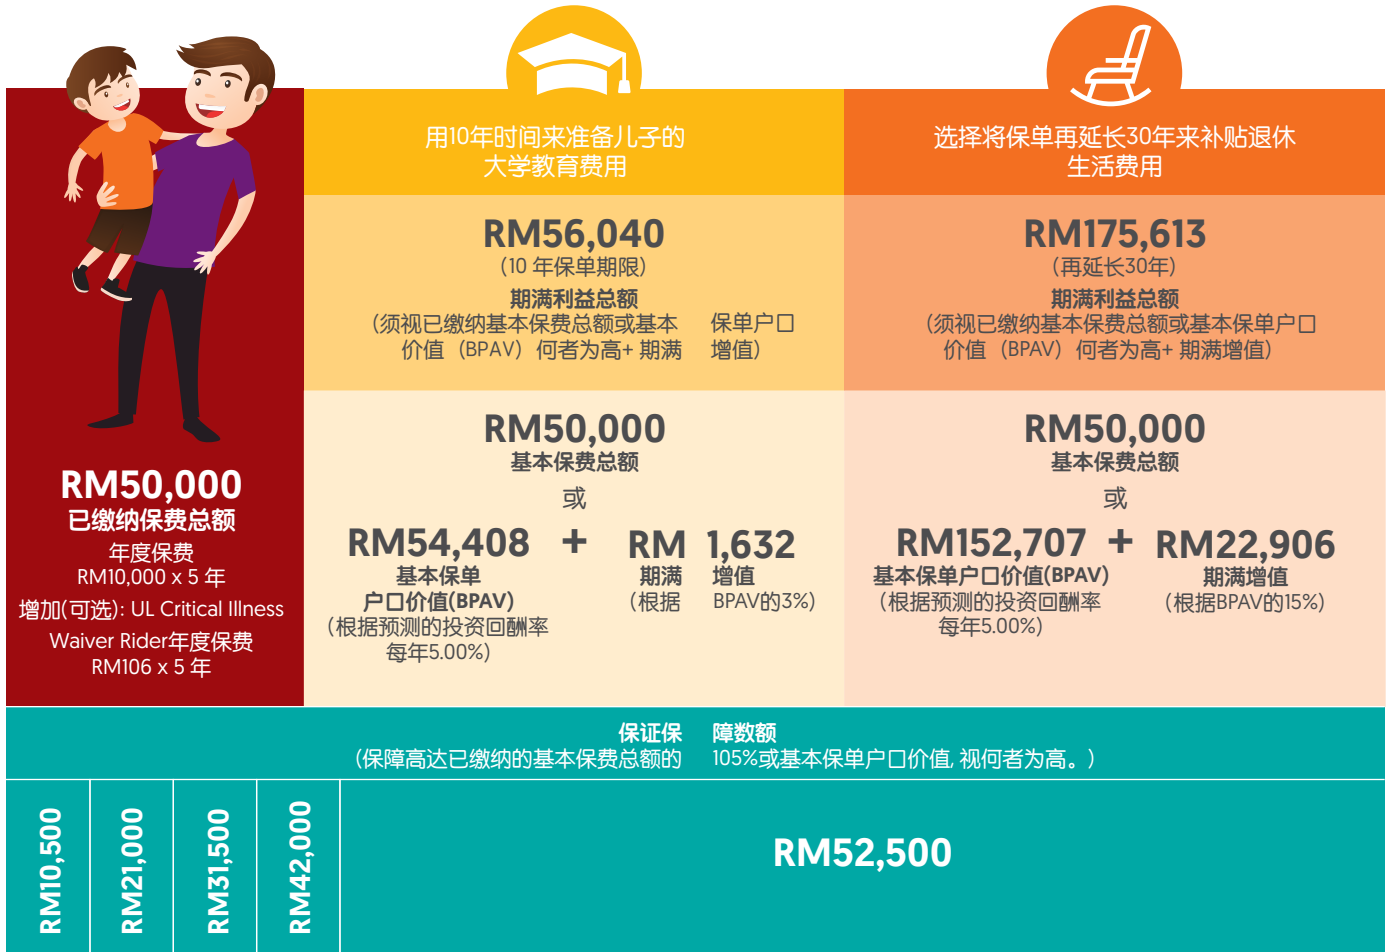 RM50,000
已缴纳保费总额
年度保费
RM10,000 x 5 年
增加(可选): UL Critical Illness
Waiver Rider年度保费
RM106 x 5 年
用10年时间来准备儿子的
大学教育费用
RM56,040
(10 年保单期限)
期满利益总额
(须视已缴纳基本保费总额或基本 保单户口
价值（BPAV）何者为高+ 期满 增值)
RM50,000
基本保费总额
或
RM54,408 + RM 1,632
基本保单 期满 增值
户口价值(BPAV) (根据 BPAV的3%)
(根据预测的投资回酬率
每年5.00%)
选择将保单再延长30年来补贴退休
生活费用
RM175,613
(再延长30年)
期满利益总额
(须视已缴纳基本保费总额或基本保单户口
价值（BPAV）何者为高+ 期满增值)
RM50,000
基本保费总额
或
RM152,707 + RM22,906
基本保单户口价值(BPAV) 期满增值
(根据预测的投资回酬率 (根据BPAV的15%)
每年5.00%)
保证保 障数额
(保障高达已缴纳的基本保费总额的 105%或基本保单户口价值, 视何者为高。)
RM10,500
RM21,000
RM31,500
RM42,000
RM52,500